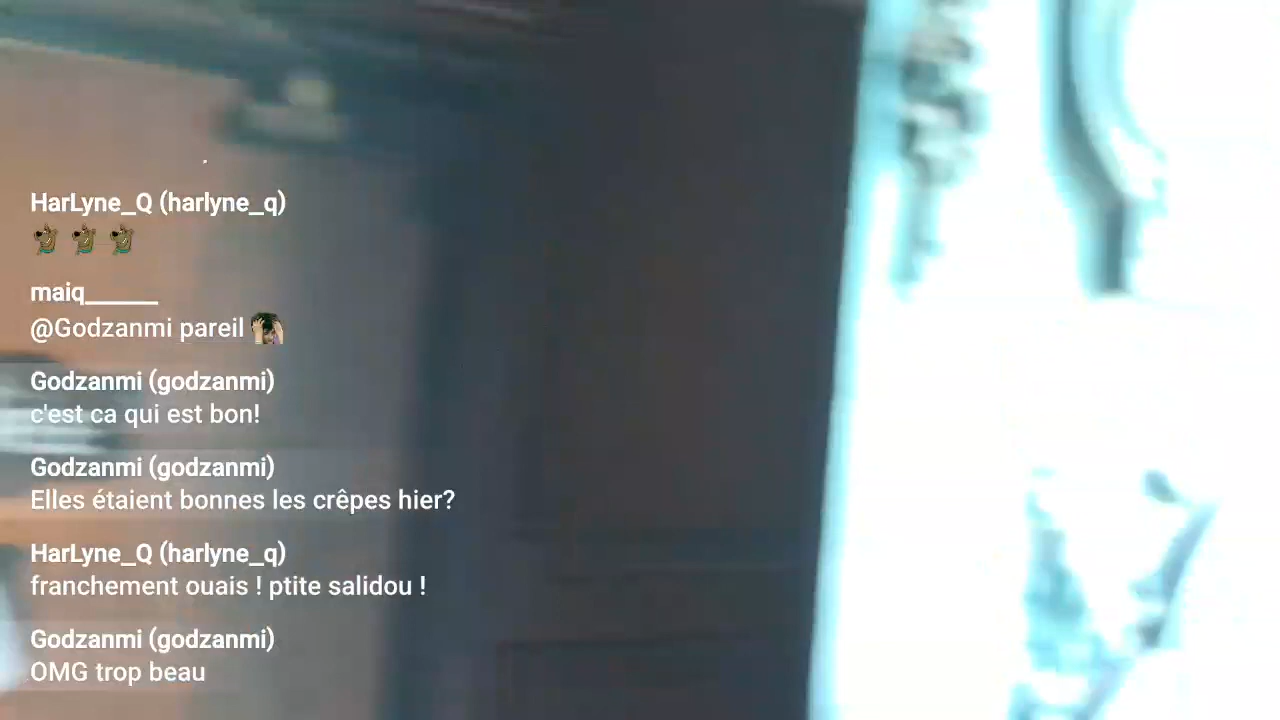 HarLyne_Q (harlyne_q)
maiq______
@Godzanmi pareil
Godzanmi (godzanmi)
c'est ca qui est bon!
Godzanmi (godzanmi)
Elles étaient bonnes les crêpes hier?
HarLyne_Q (harlyne_q)
franchement ouais ! ptite salidou !
Godzanmi (godzanmi)
OMG trop beau